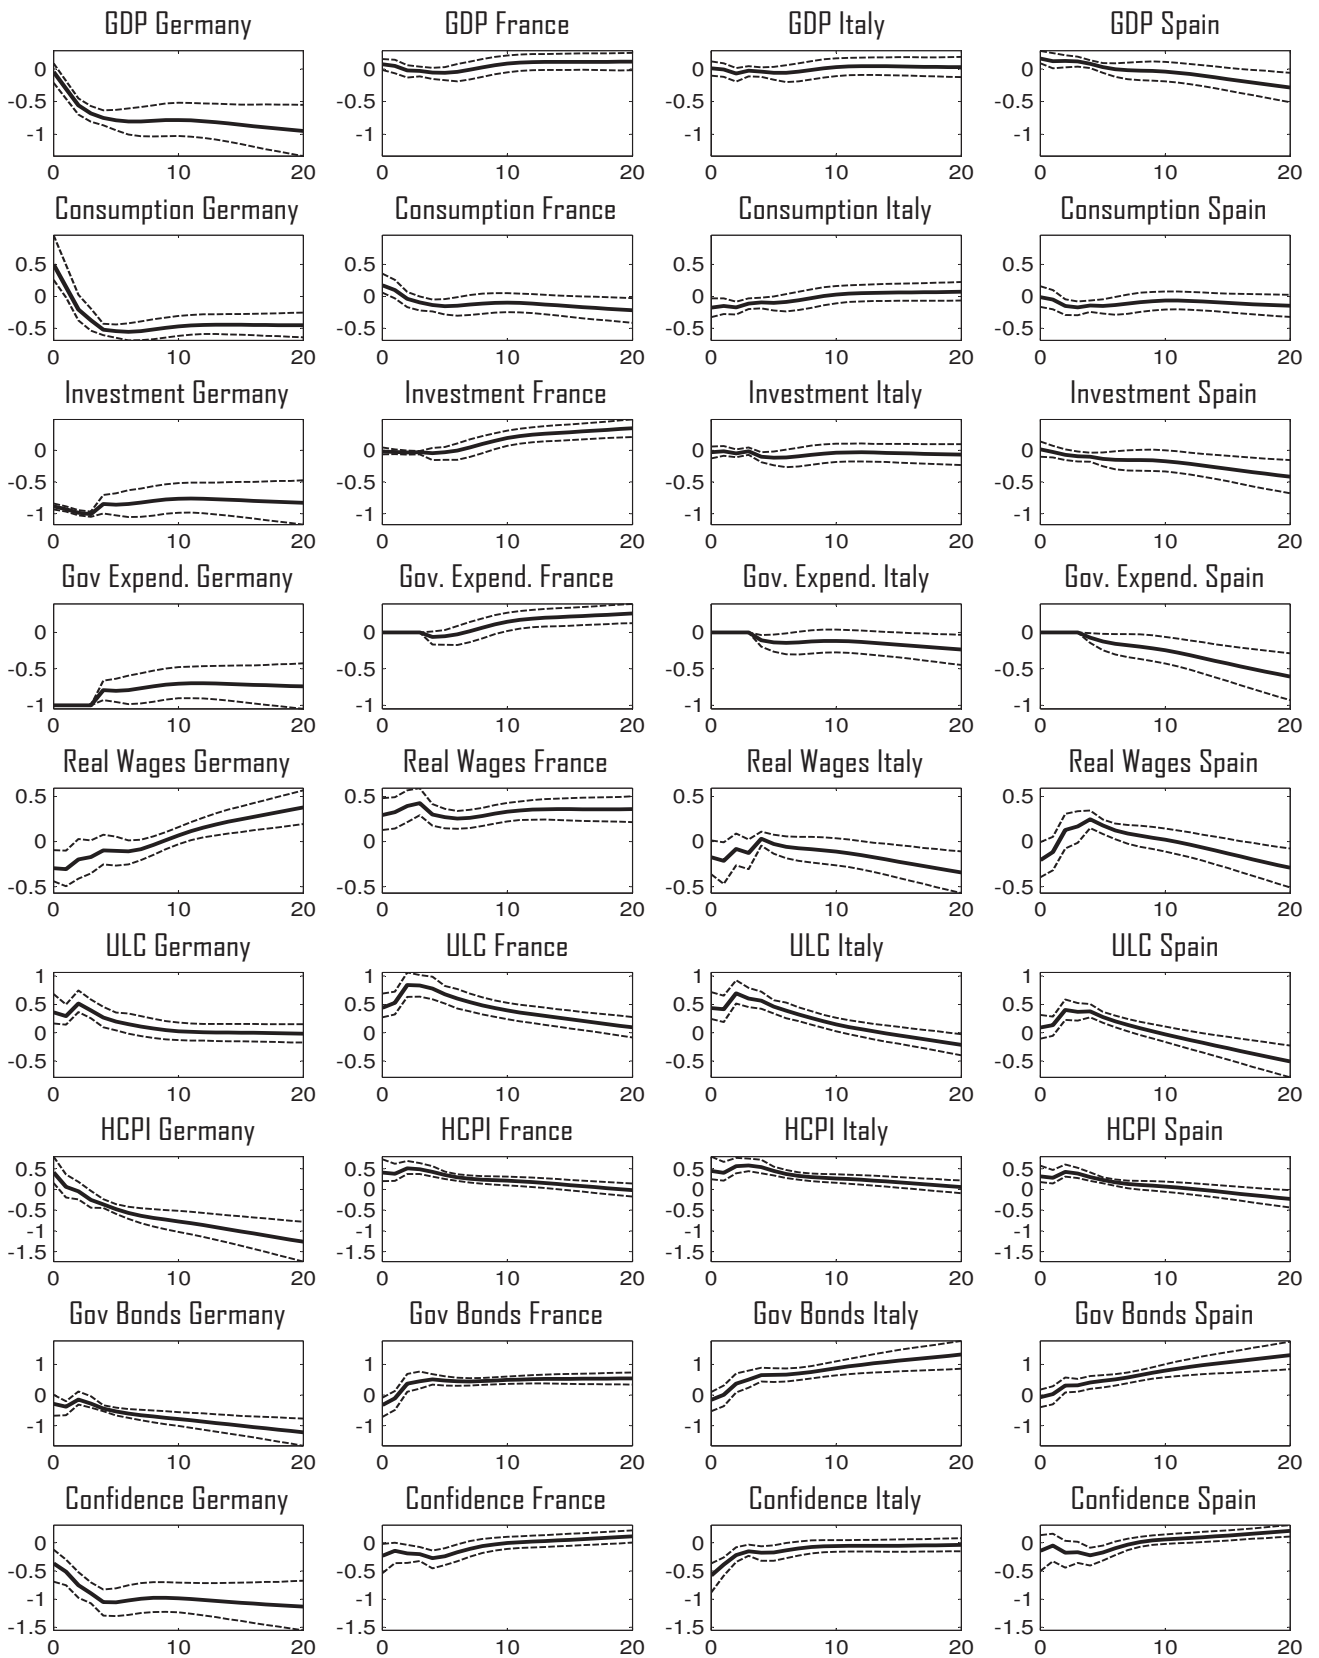 GDP Germany GDP France GDP Italy GDP Spain
0 0 0 0
-0.5 -0.5 -0.5 -0.5
-1 -1 -1 -1
0 10 20 0 10 20 0 10 20 0 10 20
Consumption Germany Consumption France Consumption Italy Consumption Spain
0.5 0.5 0.5 0.5
0 0 0 0
-0.5 -0.5 -0.5 -0.5
0 10 20 0 10 20 0 10 20 0 10 20
Investment Germany Investment France Investment Italy Investment Spain
0 0 0 0
-0.5 -0.5 -0.5 -0.5
-1 -1 -1 -1
0 10 20 0 10 20 0 10 20 0 10 20
Gov Expend. Germany Gov. Expend. France Gov. Expend. Italy Gov. Expend. Spain
0 0 0 0
-0.5 -0.5 -0.5 -0.5
-1 -1 -1 -1
0 10 20 0 10 20 0 10 20 0 10 20
Real Wages Germany Real Wages France Real Wages Italy Real Wages Spain
0.5 0.5 0.5 0.5
0 0 0 0
-0.5 -0.5 -0.5 -0.5
0 10 20 0 10 20 0 10 20 0 10 20
ULC Germany ULC France ULC Italy ULC Spain
1 1 1 1
0.5 0.5 0.5 0.5
0 0 0 0
-0.5 -0.5 -0.5 -0.5
0 10 20 0 10 20 0 10 20 0 10 20
HCPI Germany HCPI France HCPI Italy HCPI Spain
0.5 0.5 0.5 0.5
0 0 0 0
-0.5 -0.5 -0.5 -0.5
-1 -1 -1 -1
-1.5 -1.5 -1.5 -1.5
0 10 20 0 10 20 0 10 20 0 10 20
Gov Bonds Germany Gov Bonds France Gov Bonds Italy Gov Bonds Spain
1 1 1 1
0 0 0 0
-1 -1 -1 -1
0 10 20 0 10 20 0 10 20 0 10 20
Confidence Germany Confidence France Confidence Italy Confidence Spain
0 0 0 0
-0.5 -0.5 -0.5 -0.5
-1 -1 -1 -1
-1.5 -1.5 -1.5 -1.5
0 10 20 0 10 20 0 10 20 0 10 20